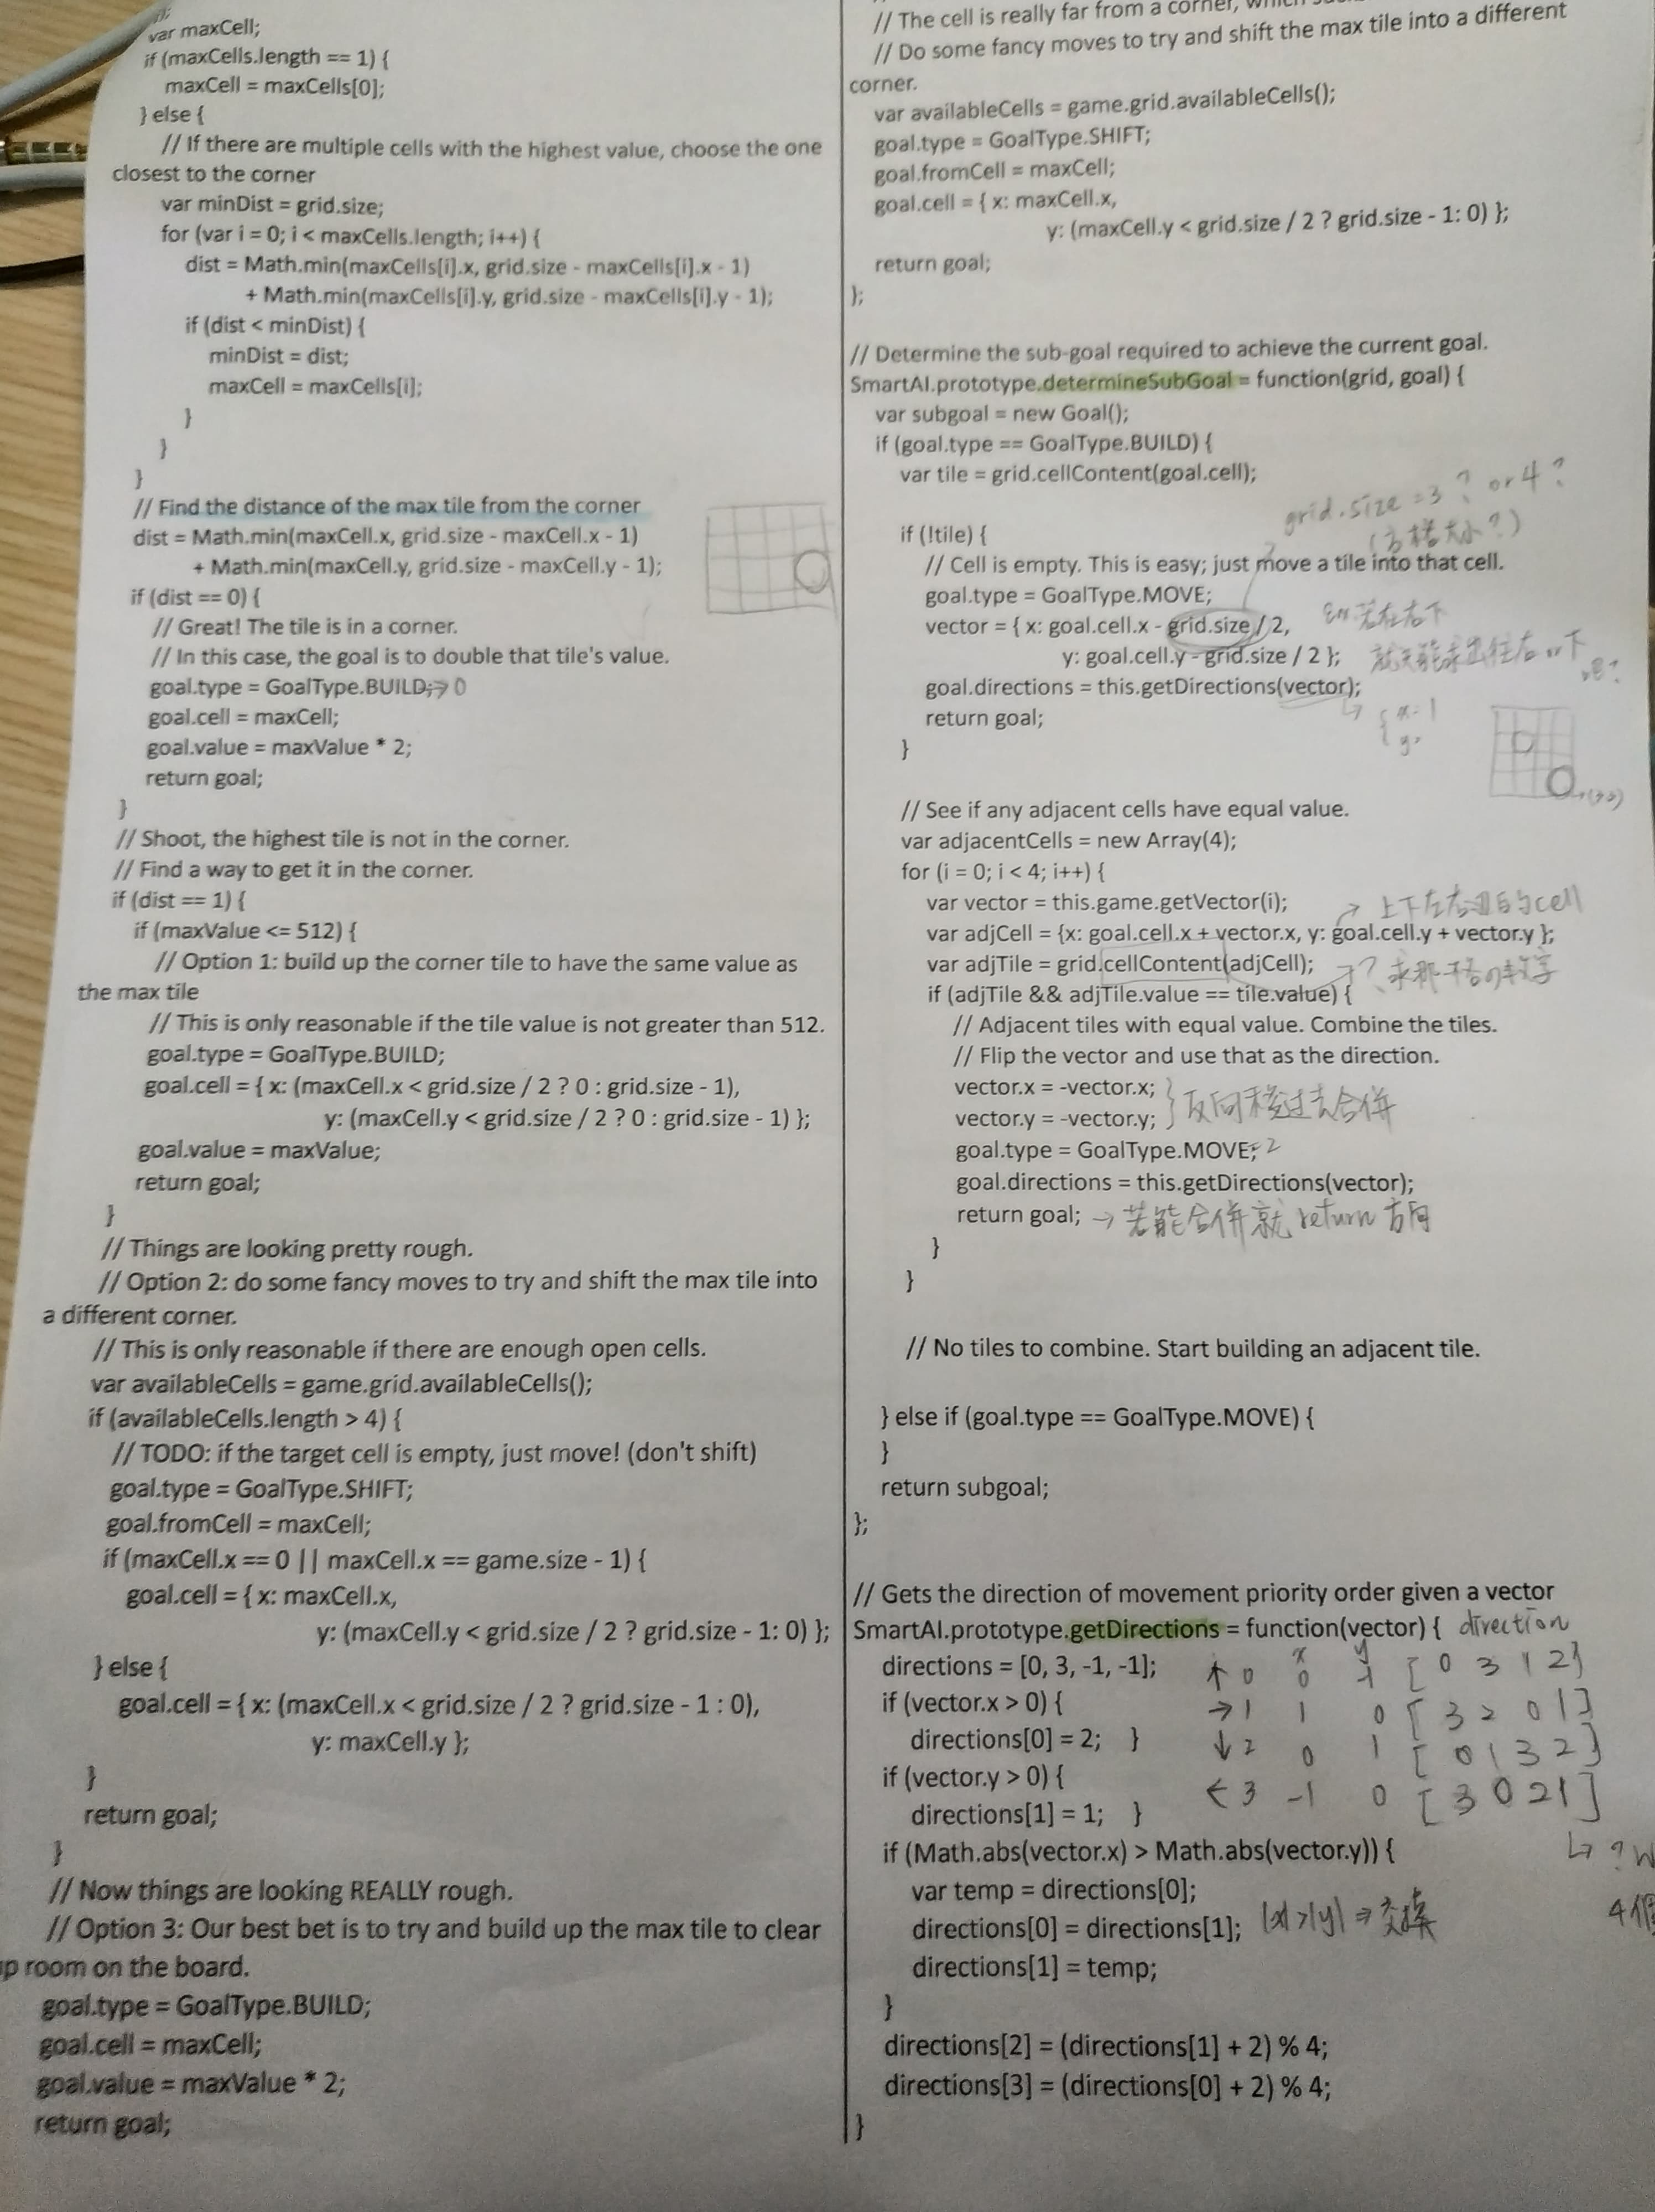 var maxCell;
if (maxCells.length == 1) {
maxCell = maxCells[0];
} else {
// If there are multiple cells with the highest value, choose the one
closest to the corner
var minDist = grid.size;
for (var i = 0; i < maxCells.length; i++) {
dist = Math.min(maxCells[i].x, grid.size - maxCells[i].x - 1)
+ Math.min(maxCells[i].y, grid.size - maxCells[i].y - 1);
if (dist < minDist) {
minDist = dist;
maxCell = maxCells[i];
}
}
}
// Find the distance of the max tile from the corner
dist = Math.min(maxCell.x, grid.size - maxCell.x - 1)
+ Math.min(maxCell.y, grid.size - maxCell.y - 1);
if (dist == 0) {
// Great! The tile is in a corner.
// In this case, the goal is to double that tile's value.
goal.type = GoalType.BUILD; → 0
goal.cell = maxCell;
goal.value = maxValue * 2;
return goal;
}
// Shoot, the highest tile is not in the corner.
// Find a way to get it in the corner.
if (dist == 1) {
if (maxValue <= 512) {
// Option 1: build up the corner tile to have the same value as
the max tile
// This is only reasonable if the tile value is not greater than 512.
goal.type = GoalType.BUILD;
goal.cell = { x: (maxCell.x < grid.size / 2 ? 0 : grid.size - 1),
y: (maxCell.y < grid.size / 2 ? 0 : grid.size - 1) };
goal.value = maxValue;
return goal;
}
// Things are looking pretty rough.
// Option 2: do some fancy moves to try and shift the max tile into
a different corner.
// This is only reasonable if there are enough open cells.
var availableCells = game.grid.availableCells();
if (availableCells.length > 4) {
// TODO: if the target cell is empty, just move! (don't shift)
goal.type = GoalType.SHIFT;
goal.fromCell = maxCell;
if (maxCell.x == 0 || maxCell.x == game.size - 1) {
goal.cell = { x: maxCell.x,
y: (maxCell.y < grid.size / 2 ? grid.size - 1: 0) };
} else {
goal.cell = { x: (maxCell.x < grid.size / 2 ? grid.size - 1 : 0),
y: maxCell.y };
}
return goal;
}
// Now things are looking REALLY rough.
// Option 3: Our best bet is to try and build up the max tile to clear
p room on the board.
goal.type = GoalType.BUILD;
goal.cell = maxCell;
goal.value = maxValue * 2;
return goal;
// The cell is really far from a corner,
// Do some fancy moves to try and shift the max tile into a different
corner.
var availableCells = game.grid.availableCells();
goal.type = GoalType.SHIFT;
goal.fromCell = maxCell;
goal.cell = { x: maxCell.x,
y: (maxCell.y < grid.size / 2 ? grid.size - 1: 0) };
return goal;
};
// Determine the sub-goal required to achieve the current goal.
SmartAI.prototype.determineSubGoal = function(grid, goal) {
var subgoal = new Goal();
if (goal.type == GoalType.BUILD) {
var tile = grid.cellContent(goal.cell);
grid.size = 3 ? or 4 ?
if (!tile) {
// Cell is empty. This is easy; just move a tile into that cell.
goal.type = GoalType.MOVE;
vector = { x: goal.cell.x - grid.size / 2,
y: goal.cell.y - grid.size / 2 };
goal.directions = this.getDirections(vector);
return goal;
}
// See if any adjacent cells have equal value.
var adjacentCells = new Array(4);
for (i = 0; i < 4; i++) {
var vector = this.game.getVector(i); → 上下左右 的cell
var adjCell = {x: goal.cell.x + vector.x, y: goal.cell.y + vector.y };
var adjTile = grid.cellContent(adjCell); → ?
if (adjTile && adjTile.value == tile.value) {
// Adjacent tiles with equal value. Combine the tiles.
// Flip the vector and use that as the direction.
vector.x = -vector.x;
vector.y = -vector.y; } 反向移過去合併
goal.type = GoalType.MOVE; 2
goal.directions = this.getDirections(vector);
return goal; → 若能合併就 return 方向
}
}
// No tiles to combine. Start building an adjacent tile.
} else if (goal.type == GoalType.MOVE) {
}
return subgoal;
};
// Gets the direction of movement priority order given a vector
SmartAI.prototype.getDirections = function(vector) { direction
x y
directions = [0, 3, -1, -1]; ↑ 0 0 -1 [ 0 3 1 2 ]
if (vector.x > 0) { → 1 1 0 [ 3 2 0 1 ]
directions[0] = 2; } ↓ 2 0 1 [ 0 1 3 2 ]
if (vector.y > 0) { ← 3 -1 0 [ 3 0 2 1 ]
directions[1] = 1; }
if (Math.abs(vector.x) > Math.abs(vector.y)) {
var temp = directions[0];
directions[0] = directions[1]; |x|>|y| ⇒ 交換
directions[1] = temp;
}
directions[2] = (directions[1] + 2) % 4;
directions[3] = (directions[0] + 2) % 4;
}